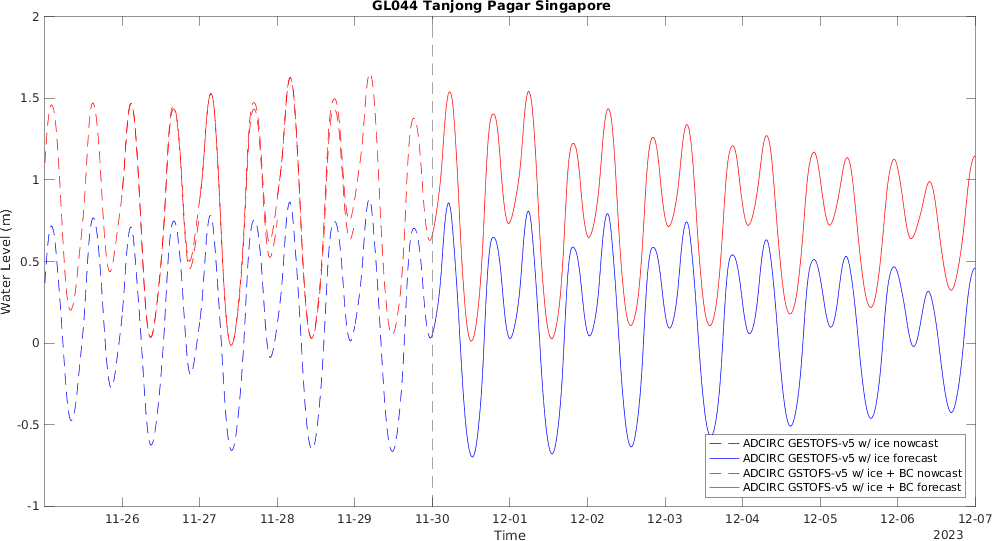 GL044 Tanjong Pagar Singapore
Water Level (m)
2
1.5
1
0.5
0
-0.5
-1
11-26
11-27
11-28
11-29
11-30
12-01
12-02
12-03
12-04
12-05
12-06
12-07
Time
2023
ADCIRC GESTOFS-v5 w/ ice nowcast
ADCIRC GESTOFS-v5 w/ ice forecast
ADCIRC GSTOFS-v5 w/ ice + BC nowcast
ADCIRC GSTOFS-v5 w/ ice + BC forecast